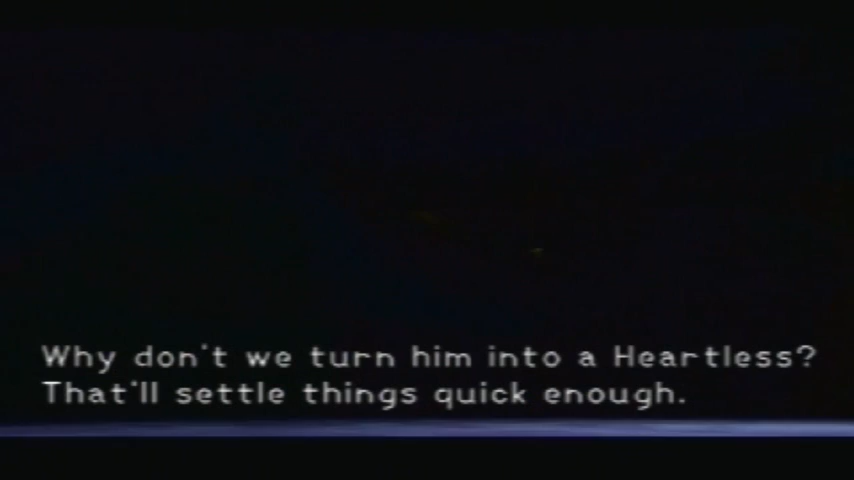 Why don't we turn him into a Heartless?
That'll settle things quick enough.